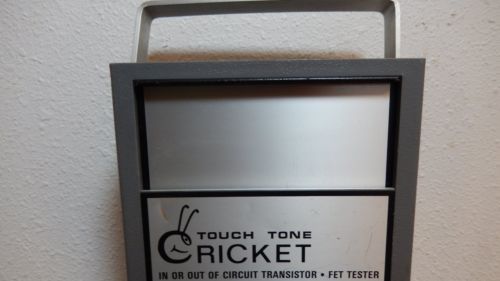 TOUCH TONE
CRICKET
IN OR OUT OF CIRCUIT TRANSISTOR • FET TESTER